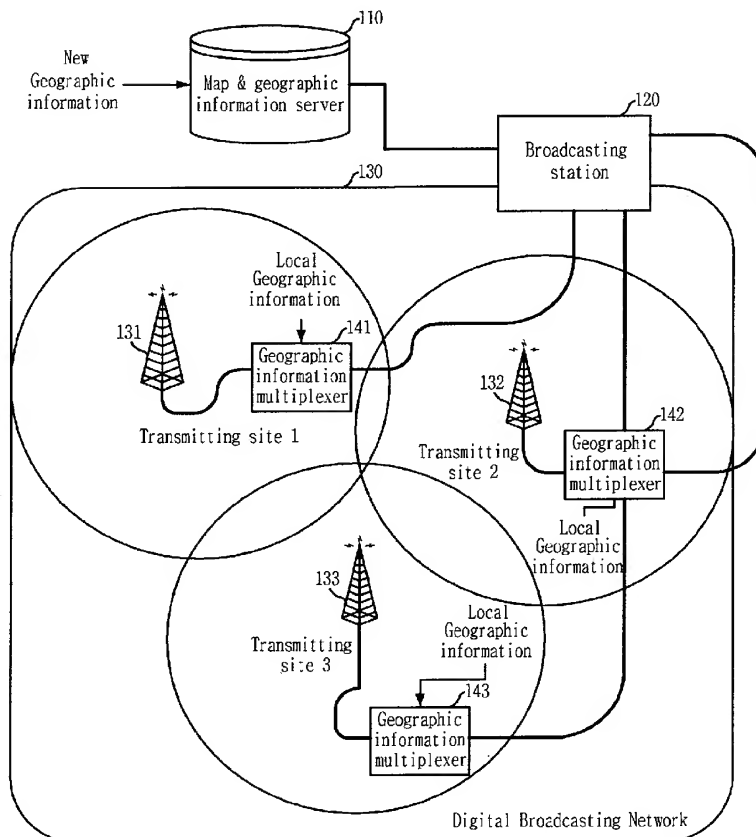 110
New
Geographic
information
Map & geographic
information server
120
Broadcasting
station
130
Local
Geographic
information
131
141
Geographic
information
multiplexer
Transmitting site 1
132
142
Transmitting
site 2
Geographic
information
multiplexer
Local
Geographic
information
133
Transmitting
site 3
Local
Geographic
information
143
Geographic
information
multiplexer
Digital Broadcasting Network